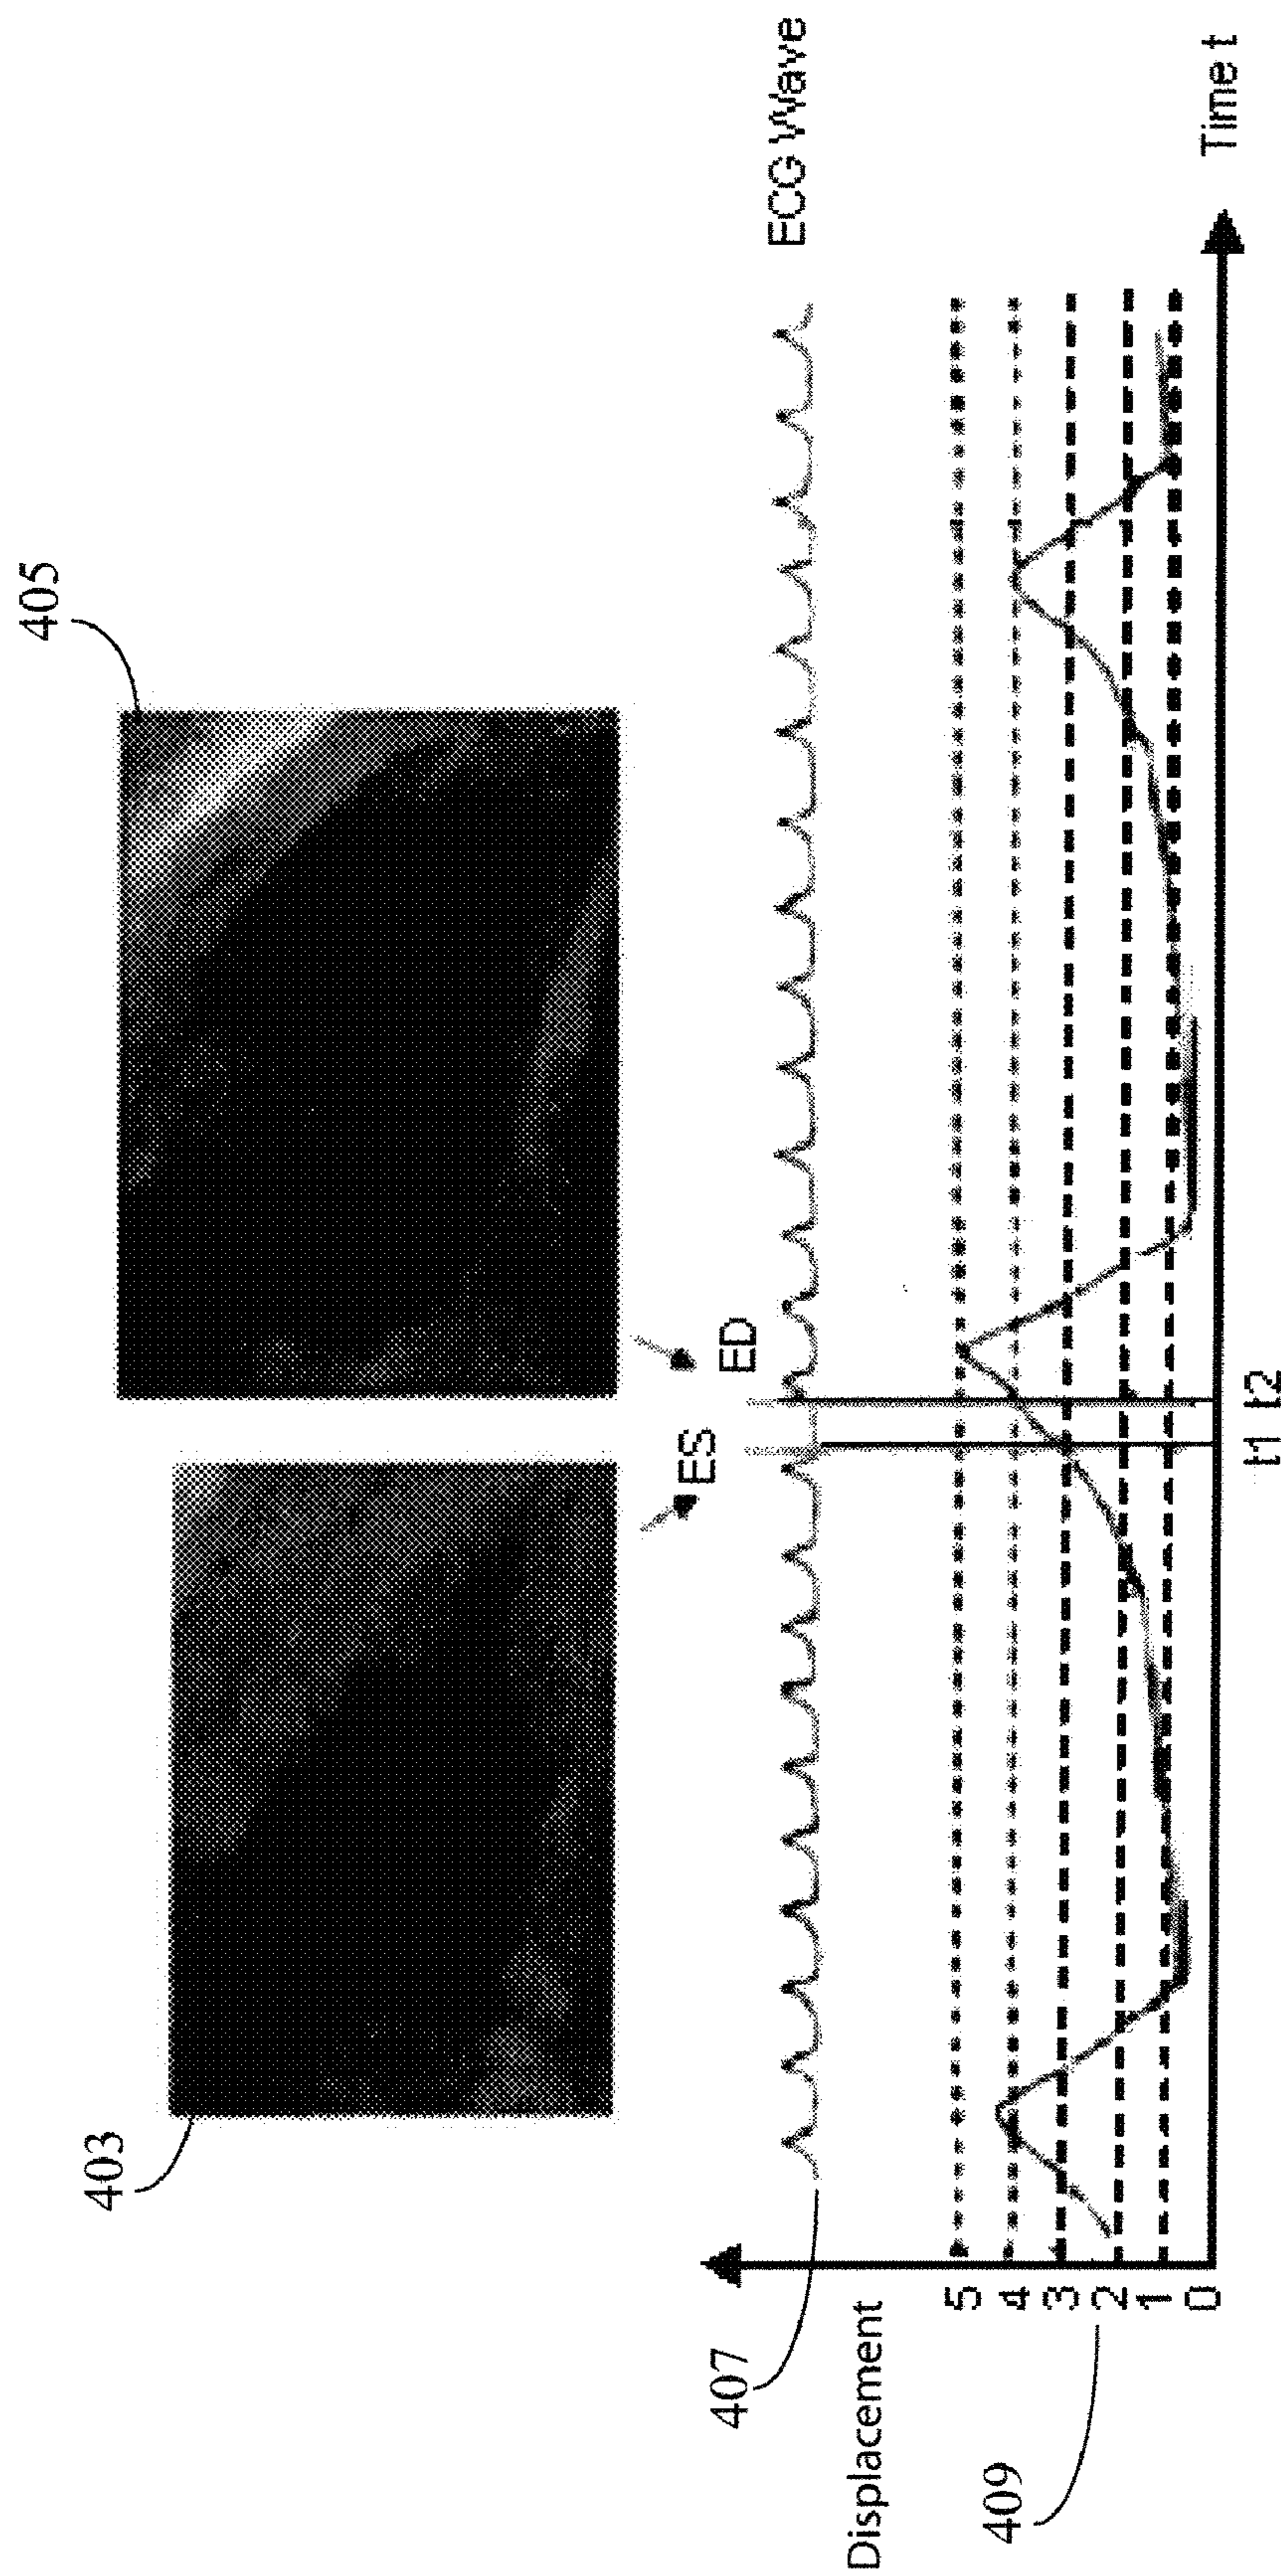 403
405
ES
ED
407
ECG Wave
Displacement
5
4
3
2
1
0
409
t1
t2
Time t